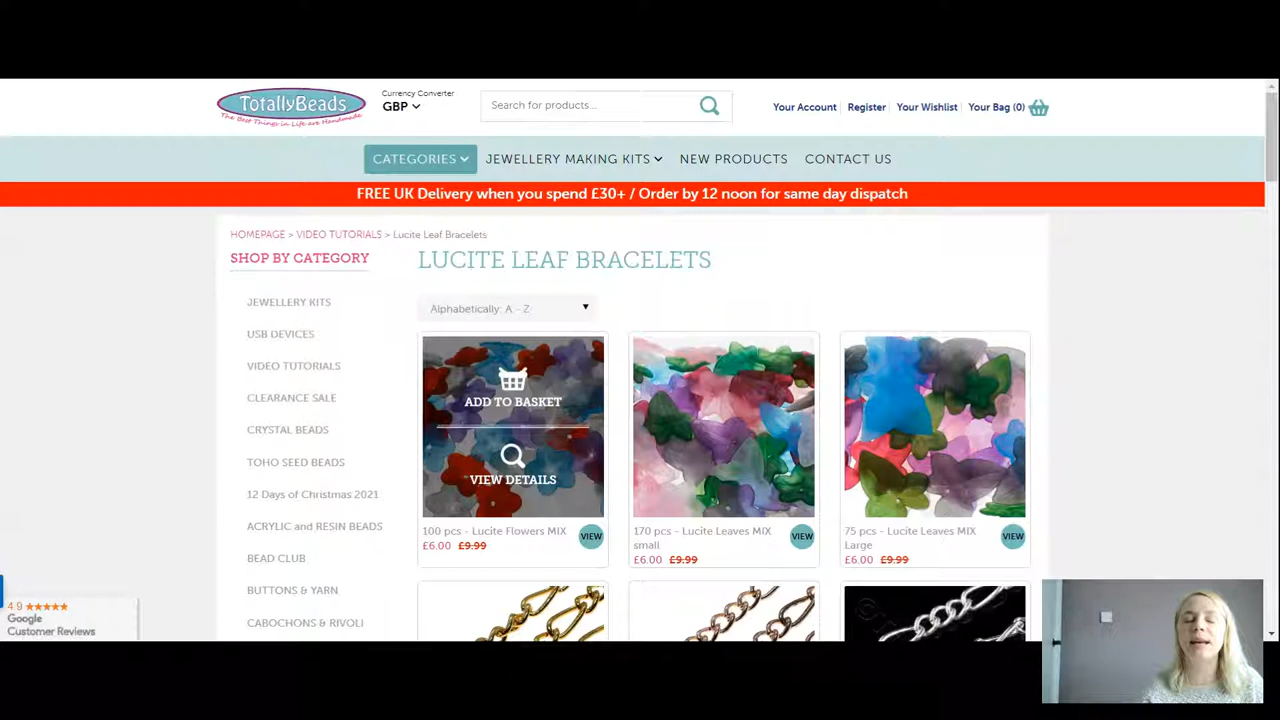 TotallyBeads
The Best Things in Life are Handmade
Currency Converter
GBP
Search for products...
Your Account
Register
Your Wishlist
Your Bag (0)
CATEGORIES
JEWELLERY MAKING KITS
NEW PRODUCTS
CONTACT US
FREE UK Delivery when you spend £30+ / Order by 12 noon for same day dispatch
HOMEPAGE > VIDEO TUTORIALS > Lucite Leaf Bracelets
SHOP BY CATEGORY
JEWELLERY KITS
USB DEVICES
VIDEO TUTORIALS
CLEARANCE SALE
CRYSTAL BEADS
TOHO SEED BEADS
12 Days of Christmas 2021
ACRYLIC and RESIN BEADS
BEAD CLUB
BUTTONS & YARN
CABOCHONS & RIVOLI
LUCITE LEAF BRACELETS
Alphabetically: A - Z
ADD TO BASKET
VIEW DETAILS
100 pcs - Lucite Flowers MIX
£6.00 £9.99
VIEW
170 pcs - Lucite Leaves MIX
small
£6.00 £9.99
VIEW
75 pcs - Lucite Leaves MIX
Large
£6.00 £9.99
VIEW
4.9
Google
Customer Reviews